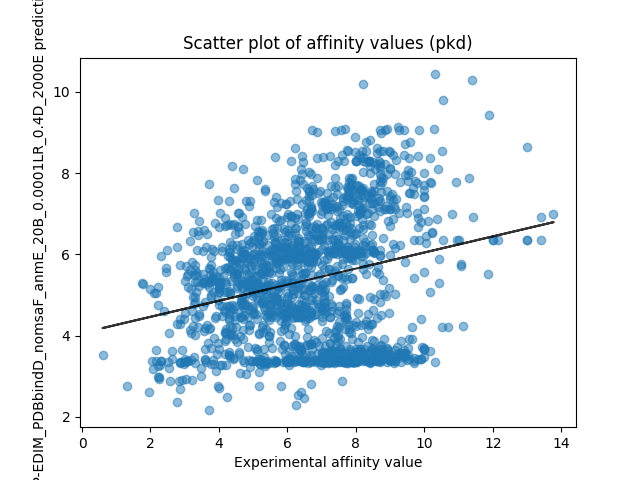 Scatter plot of affinity values (pkd)
P-EDIM_PDBbindD_nomsaF_anmE_20B_0.0001LR_0.4D_2000E
10
8
6
4
2
0 2 4 6 8 10 12 14
Experimental affinity value